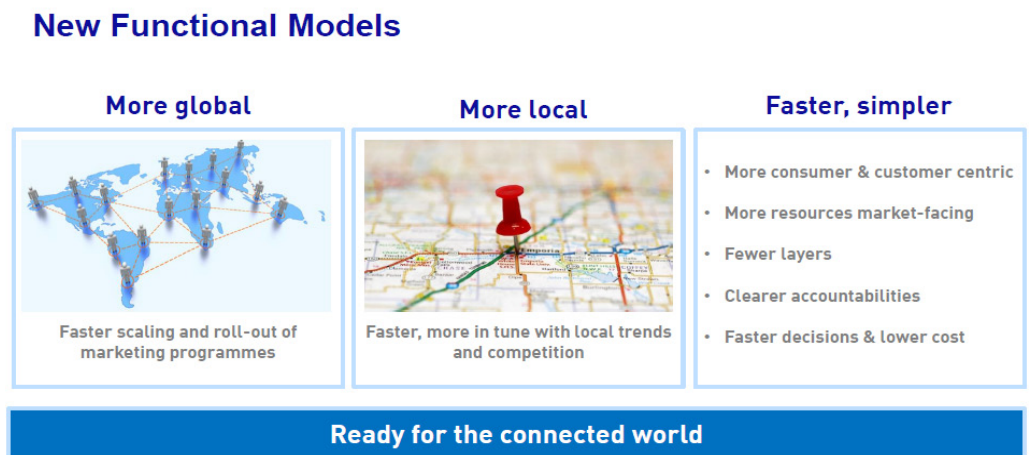 New Functional Models
More global
Faster scaling and roll-out of
marketing programmes
More local
Faster, more in tune with local trends
and competition
Faster, simpler
• More consumer & customer centric
• More resources market-facing
• Fewer layers
• Clearer accountabilities
• Faster decisions & lower cost
Ready for the connected world